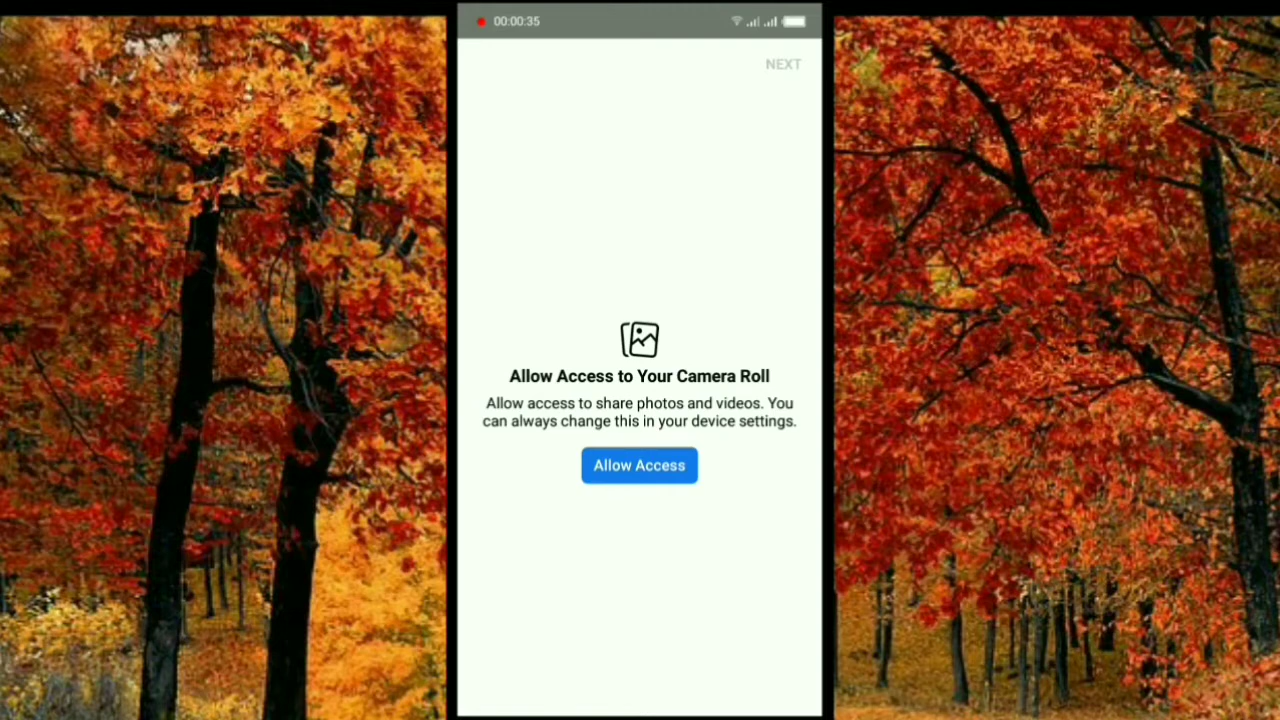 00:00:35
NEXT
Allow Access to Your Camera Roll
Allow access to share photos and videos. You
can always change this in your device settings.
Allow Access